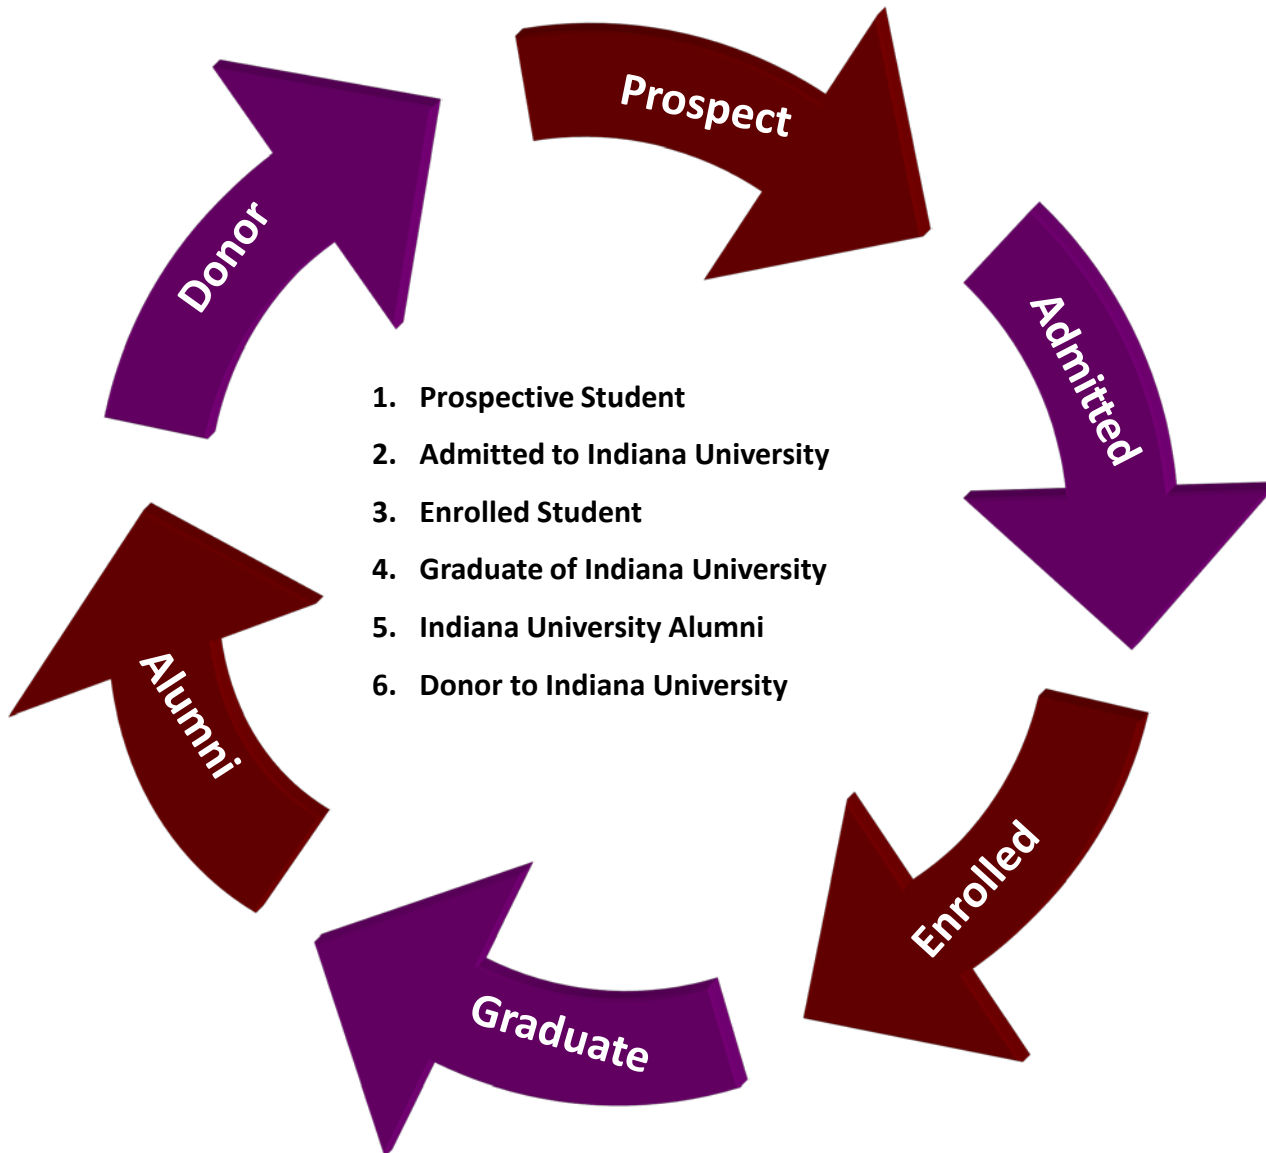 Prospect
Admitted
Enrolled
Graduate
Alumni
Donor
1. Prospective Student
2. Admitted to Indiana University
3. Enrolled Student
4. Graduate of Indiana University
5. Indiana University Alumni
6. Donor to Indiana University